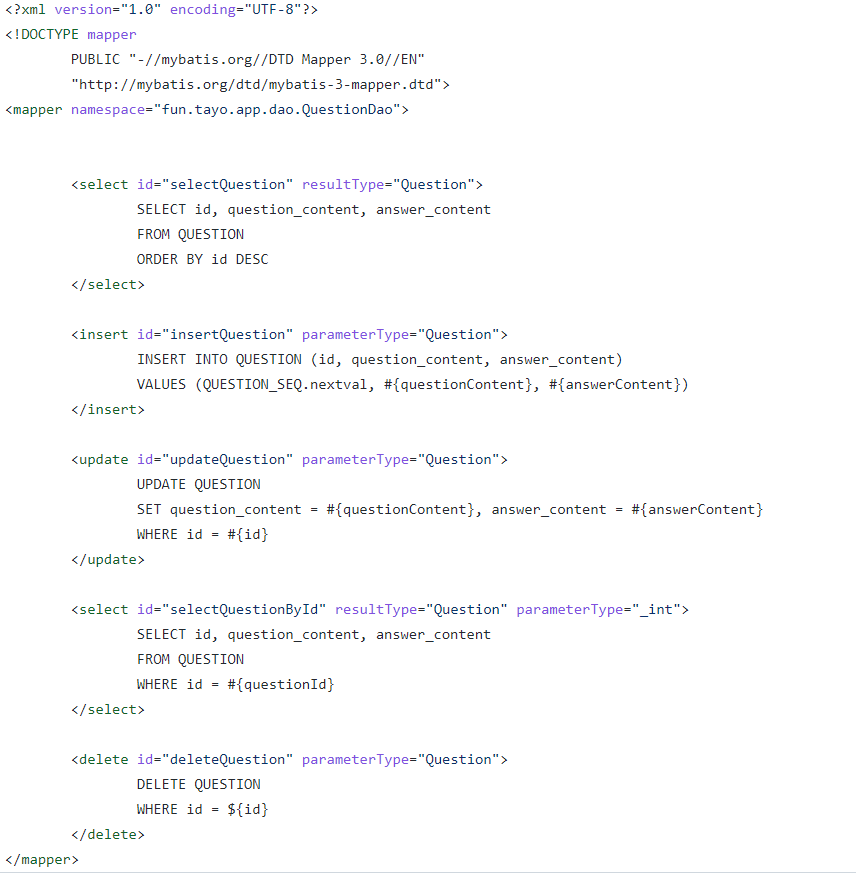 <?xml version="1.0" encoding="UTF-8"?>
<!DOCTYPE mapper
        PUBLIC "-//mybatis.org//DTD Mapper 3.0//EN"
        "http://mybatis.org/dtd/mybatis-3-mapper.dtd">
<mapper namespace="fun.tayo.app.dao.QuestionDao">
        <select id="selectQuestion" resultType="Question">
                SELECT id, question_content, answer_content
                FROM QUESTION
                ORDER BY id DESC
        </select>
        <insert id="insertQuestion" parameterType="Question">
                INSERT INTO QUESTION (id, question_content, answer_content)
                VALUES (QUESTION_SEQ.nextval, #{questionContent}, #{answerContent})
        </insert>
        <update id="updateQuestion" parameterType="Question">
                UPDATE QUESTION
                SET question_content = #{questionContent}, answer_content = #{answerContent}
                WHERE id = #{id}
        </update>
        <select id="selectQuestionById" resultType="Question" parameterType="_int">
                SELECT id, question_content, answer_content
                FROM QUESTION
                WHERE id = #{questionId}
        </select>
        <delete id="deleteQuestion" parameterType="Question">
                DELETE QUESTION
                WHERE id = ${id}
        </delete>
</mapper>